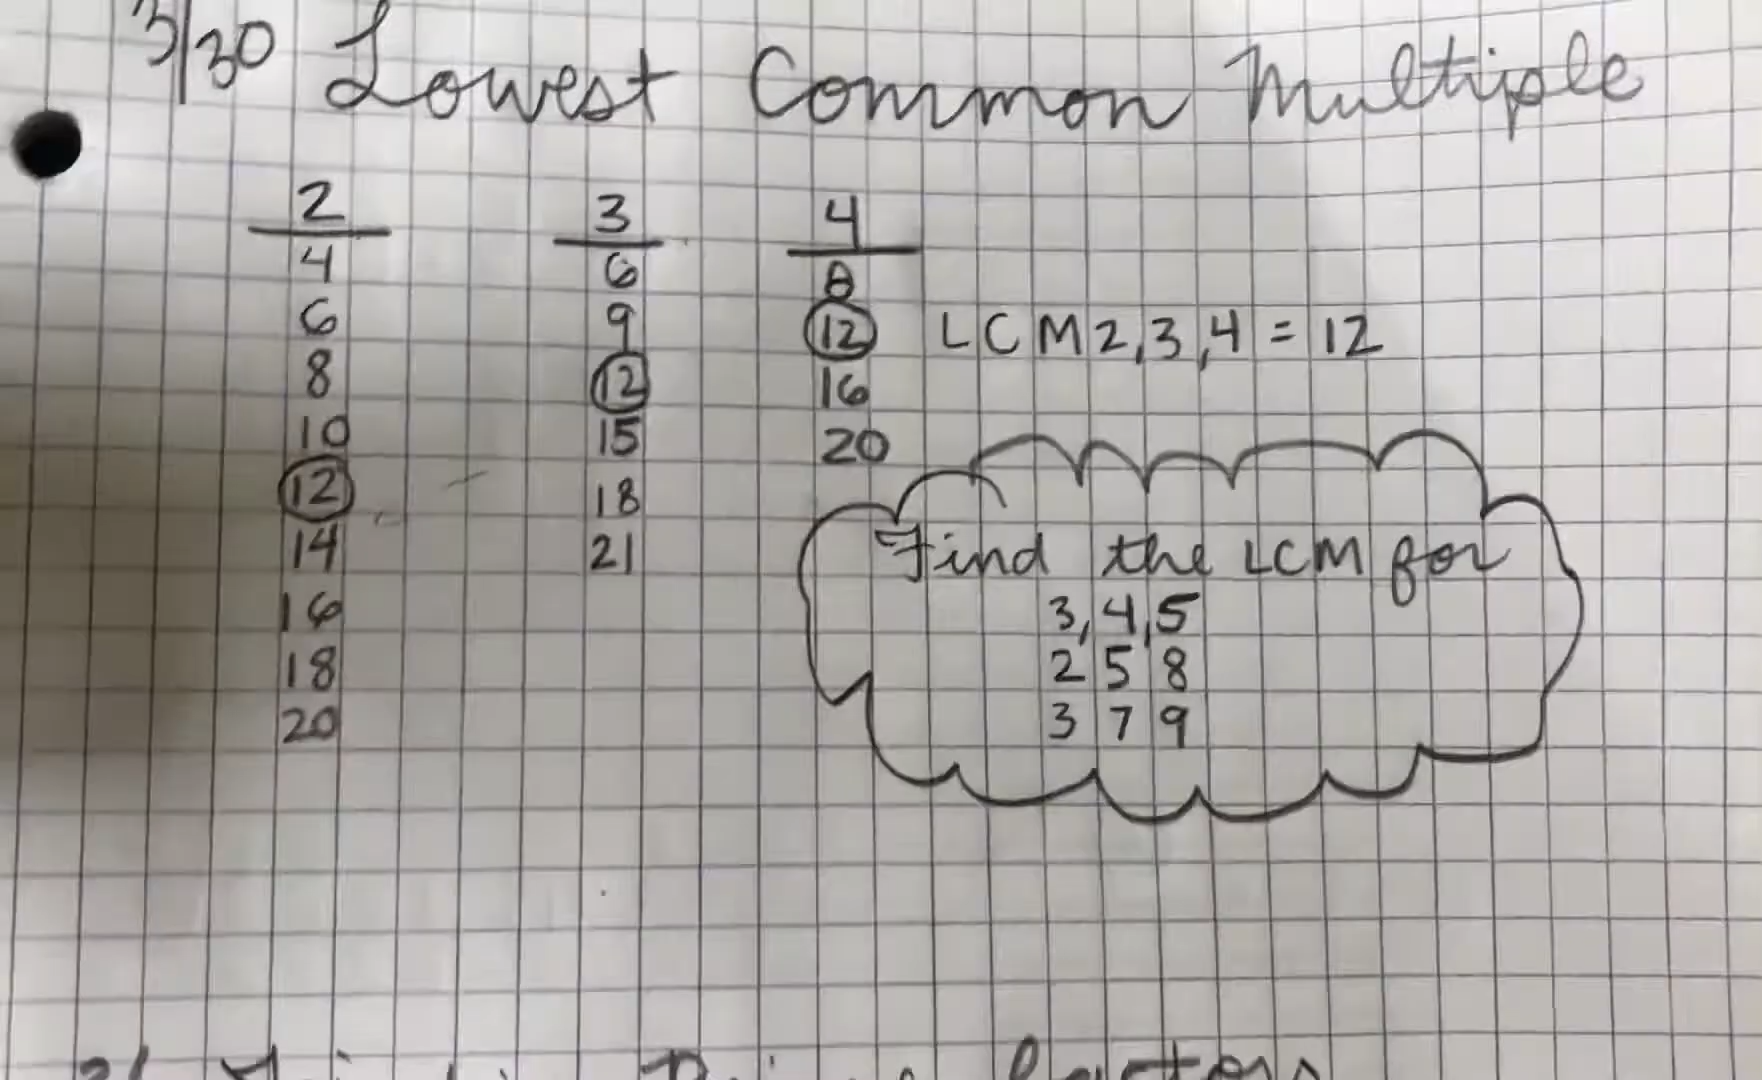 3/30 Lowest Common Multiple
2 3 4
4 6 8
6 9 12 LCM 2,3,4 = 12
8 12 16
10 15 20
12 18
14 21
16
18
20
Find the LCM for
3,4,5
2 5 8
3 7 9
factors